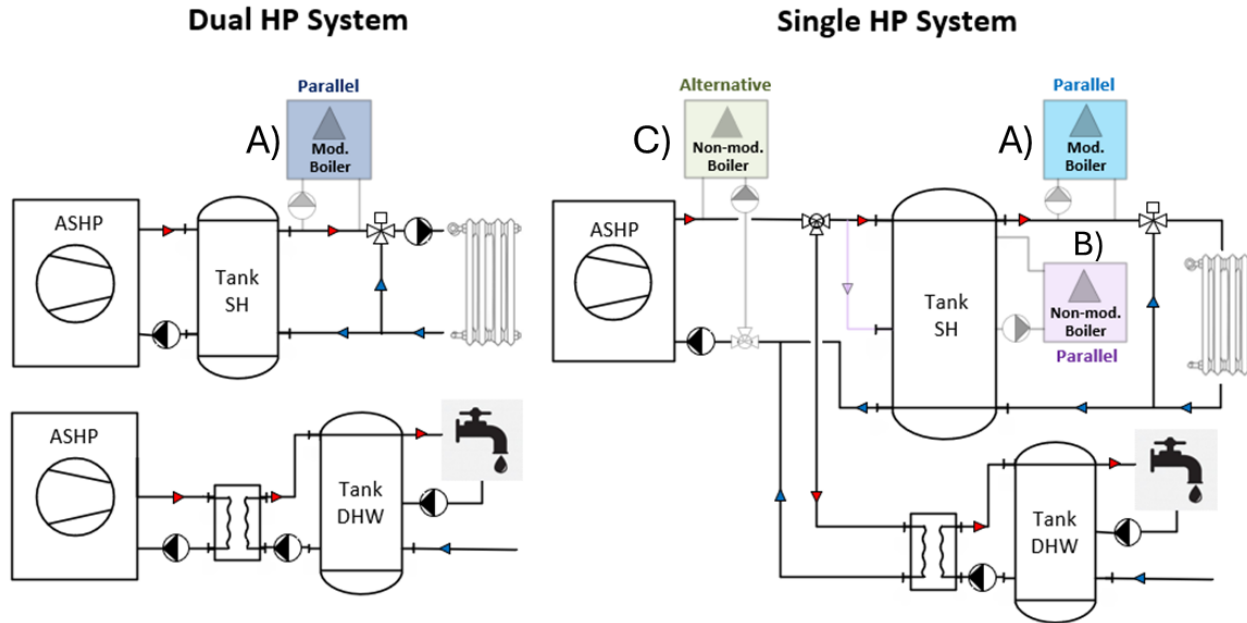 Dual HP System
Single HP System
Parallel
A)
Mod.
Boiler
ASHP
Tank
SH
ASHP
Tank
DHW
Alternative
C)
Non-mod.
Boiler
Parallel
A)
Mod.
Boiler
ASHP
Tank
SH
B)
Non-mod.
Boiler
Parallel
Tank
DHW